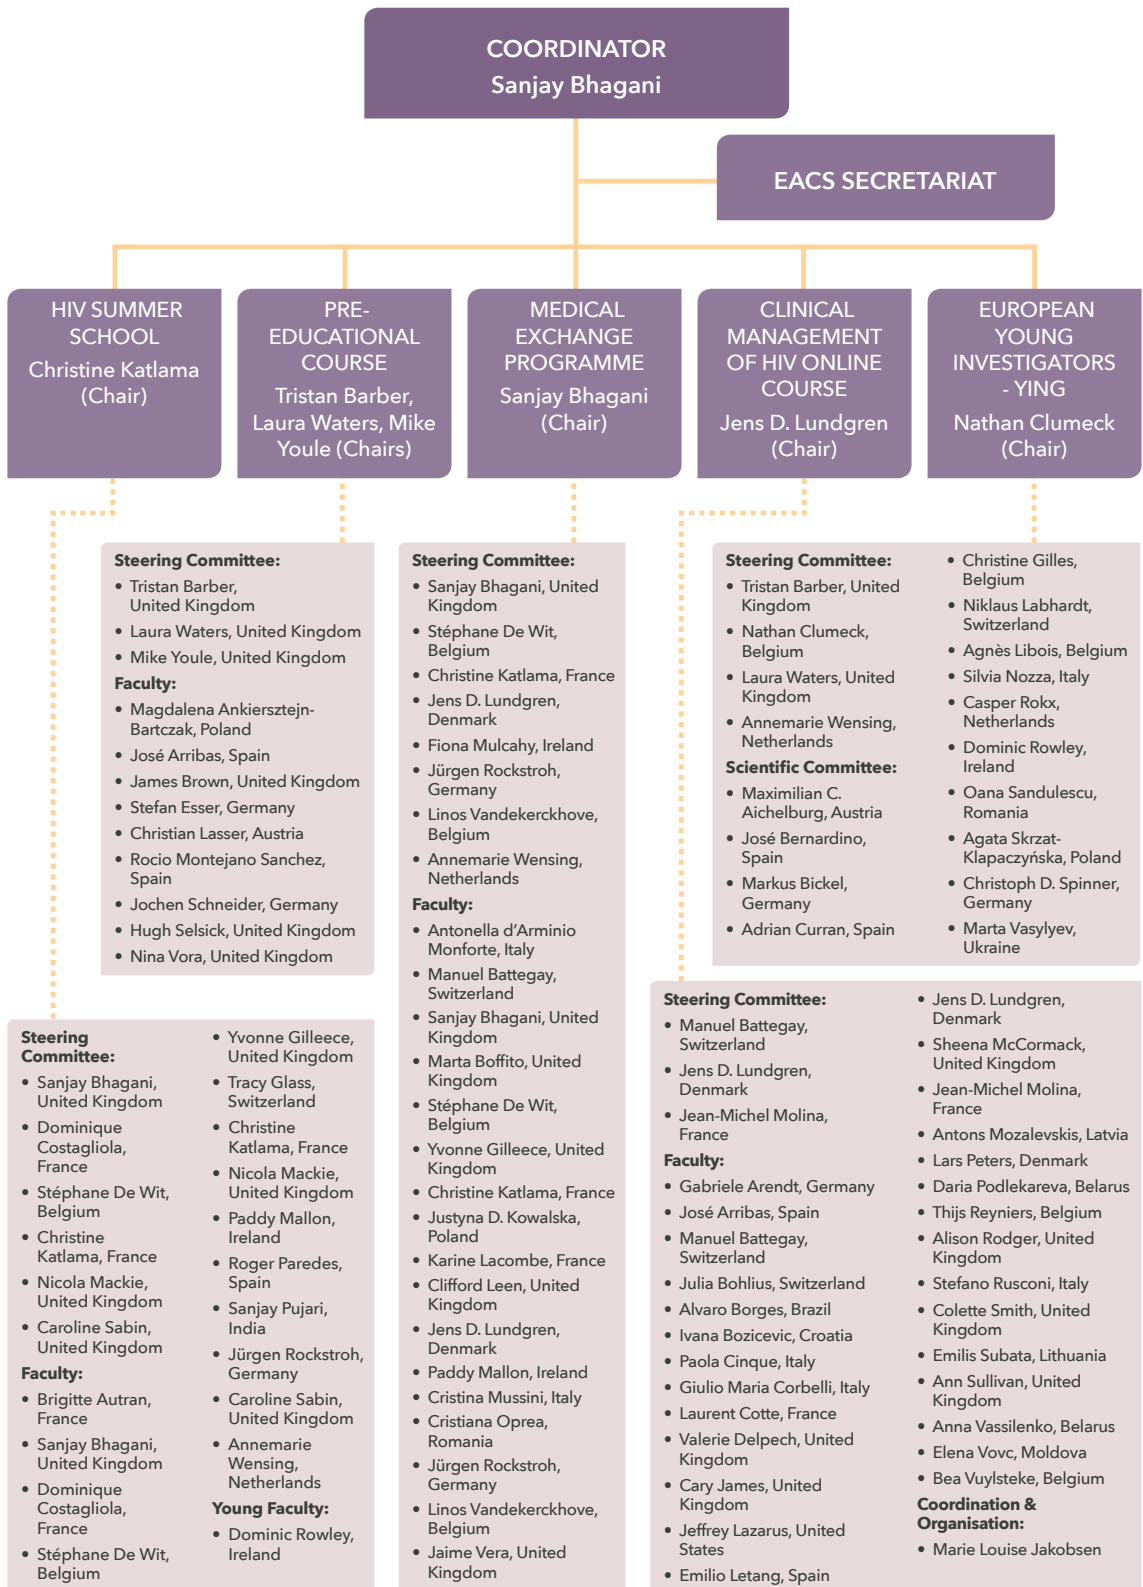 COORDINATOR
Sanjay Bhagani
EACS SECRETARIAT
HIV SUMMER
SCHOOL
Christine Katlama
(Chair)
PRE-
EDUCATIONAL
COURSE
Tristan Barber,
Laura Waters, Mike
Youle (Chairs)
MEDICAL
EXCHANGE
PROGRAMME
Sanjay Bhagani
(Chair)
CLINICAL
MANAGEMENT
OF HIV ONLINE
COURSE
Jens D. Lundgren
(Chair)
EUROPEAN
YOUNG
INVESTIGATORS
- YING
Nathan Clumeck
(Chair)
Steering Committee:
• Tristan Barber,
United Kingdom
• Laura Waters, United Kingdom
• Mike Youle, United Kingdom
Faculty:
• Magdalena Ankiersztejn-
Bartczak, Poland
• José Arribas, Spain
• James Brown, United Kingdom
• Stefan Esser, Germany
• Christian Lasser, Austria
• Rocio Montejano Sanchez,
Spain
• Jochen Schneider, Germany
• Hugh Selsick, United Kingdom
• Nina Vora, United Kingdom
Steering Committee:
• Sanjay Bhagani, United
Kingdom
• Stéphane De Wit,
Belgium
• Christine Katlama, France
• Jens D. Lundgren,
Denmark
• Fiona Mulcahy, Ireland
• Jürgen Rockstroh,
Germany
• Linos Vandekerckhove,
Belgium
• Annemarie Wensing,
Netherlands
Faculty:
• Antonella d'Arminio
Monforte, Italy
• Manuel Battegay,
Switzerland
• Sanjay Bhagani, United
Kingdom
• Marta Boffito, United
Kingdom
• Stéphane De Wit,
Belgium
• Yvonne Gilleece, United
Kingdom
• Christine Katlama, France
• Justyna D. Kowalska,
Poland
• Karine Lacombe, France
• Clifford Leen, United
Kingdom
• Jens D. Lundgren,
Denmark
• Paddy Mallon, Ireland
• Cristina Mussini, Italy
• Cristiana Oprea,
Romania
• Jürgen Rockstroh,
Germany
• Linos Vandekerckhove,
Belgium
• Jaime Vera, United
Kingdom
Steering Committee:
• Tristan Barber, United
Kingdom
• Nathan Clumeck,
Belgium
• Laura Waters, United
Kingdom
• Annemarie Wensing,
Netherlands
Scientific Committee:
• Maximilian C.
Aichelburg, Austria
• José Bernardino,
Spain
• Markus Bickel,
Germany
• Adrian Curran, Spain
• Christine Gilles,
Belgium
• Niklaus Labhardt,
Switzerland
• Agnès Libois, Belgium
• Silvia Nozza, Italy
• Casper Rokx,
Netherlands
• Dominic Rowley,
Ireland
• Oana Sandulescu,
Romania
• Agata Skrzat-
Klapaczyńska, Poland
• Christoph D. Spinner,
Germany
• Marta Vasylyev,
Ukraine
Steering
Committee:
• Sanjay Bhagani,
United Kingdom
• Dominique
Costagliola,
France
• Stéphane De Wit,
Belgium
• Christine
Katlama, France
• Nicola Mackie,
United Kingdom
• Caroline Sabin,
United Kingdom
Faculty:
• Brigitte Autran,
France
• Sanjay Bhagani,
United Kingdom
• Dominique
Costagliola,
France
• Stéphane De Wit,
Belgium
• Yvonne Gilleece,
United Kingdom
• Tracy Glass,
Switzerland
• Christine
Katlama, France
• Nicola Mackie,
United Kingdom
• Paddy Mallon,
Ireland
• Roger Paredes,
Spain
• Sanjay Pujari,
India
• Jürgen Rockstroh,
Germany
• Caroline Sabin,
United Kingdom
• Annemarie
Wensing,
Netherlands
Young Faculty:
• Dominic Rowley,
Ireland
Steering Committee:
• Manuel Battegay,
Switzerland
• Jens D. Lundgren,
Denmark
• Jean-Michel Molina,
France
Faculty:
• Gabriele Arendt, Germany
• José Arribas, Spain
• Manuel Battegay,
Switzerland
• Julia Bohlius, Switzerland
• Alvaro Borges, Brazil
• Ivana Bozicevic, Croatia
• Paola Cinque, Italy
• Giulio Maria Corbelli, Italy
• Laurent Cotte, France
• Valerie Delpech, United
Kingdom
• Cary James, United
Kingdom
• Jeffrey Lazarus, United
States
• Emilio Letang, Spain
• Jens D. Lundgren,
Denmark
• Sheena McCormack,
United Kingdom
• Jean-Michel Molina,
France
• Antons Mozalevskis, Latvia
• Lars Peters, Denmark
• Daria Podlekareva, Belarus
• Thijs Reyniers, Belgium
• Alison Rodger, United
Kingdom
• Stefano Rusconi, Italy
• Colette Smith, United
Kingdom
• Emilis Subata, Lithuania
• Ann Sullivan, United
Kingdom
• Anna Vassilenko, Belarus
• Elena Vovc, Moldova
• Bea Vuylsteke, Belgium
Coordination &
Organisation:
• Marie Louise Jakobsen